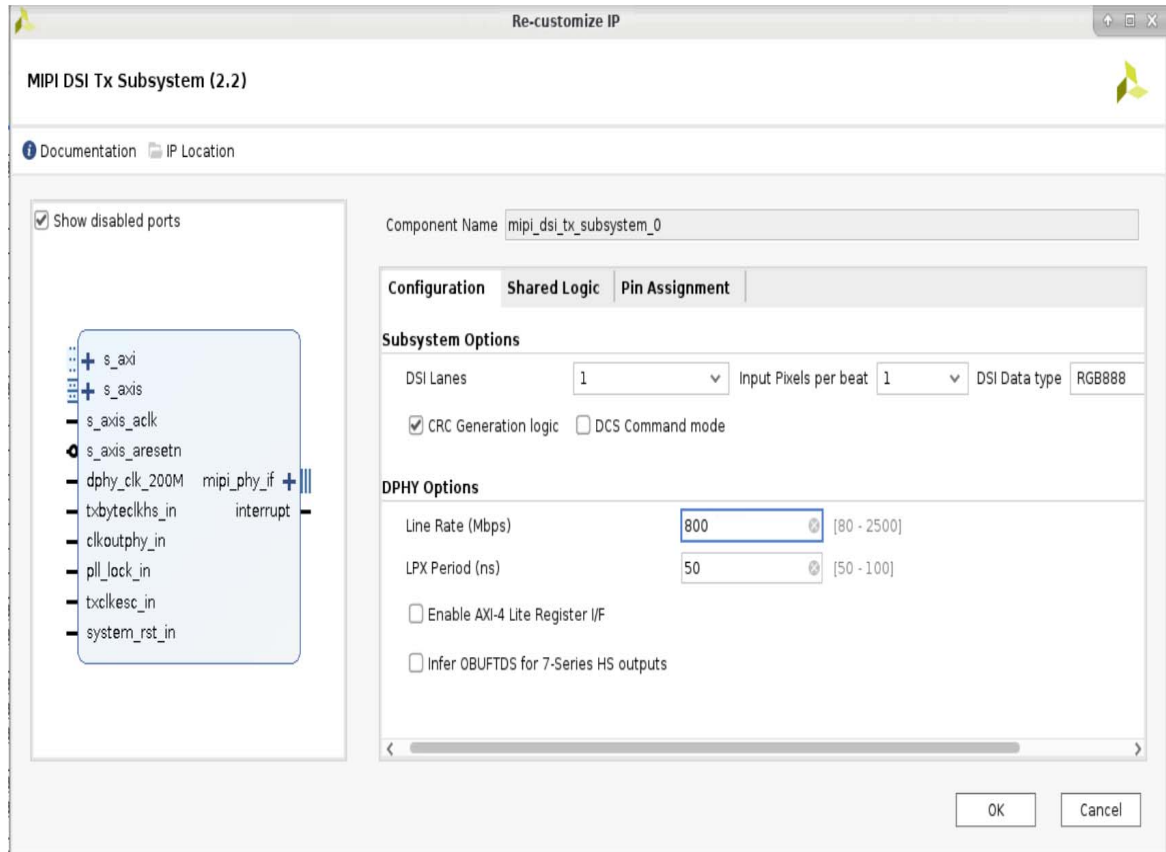 Re-customize IP
MIPI DSI Tx Subsystem (2.2)
Documentation IP Location
Show disabled ports
s_axi
s_axis
s_axis_aclk
s_axis_aresetn
dphy_clk_200M mipi_phy_if
txbyteclkhs_in interrupt
clkoutphy_in
pll_lock_in
txclkesc_in
system_rst_in
Component Name mipi_dsi_tx_subsystem_0
Configuration Shared Logic Pin Assignment
Subsystem Options
DSI Lanes 1 Input Pixels per beat 1 DSI Data type RGB888
CRC Generation logic DCS Command mode
DPHY Options
Line Rate (Mbps) 800 [80 - 2500]
LPX Period (ns) 50 [50 - 100]
Enable AXI-4 Lite Register I/F
Infer OBUFTDS for 7-Series HS outputs
OK Cancel